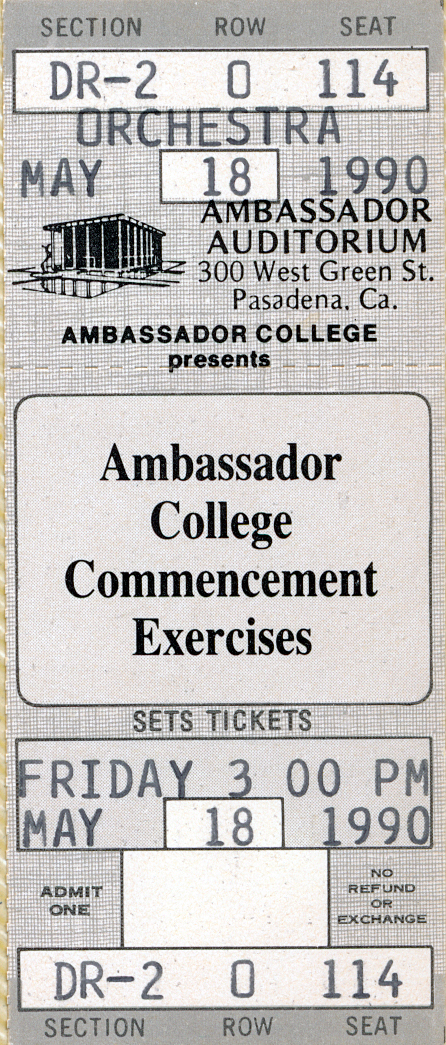 SECTION ROW SEAT
DR-2 O 114
ORCHESTRA
MAY 18 1990
AMBASSADOR
AUDITORIUM
300 West Green St.
Pasadena, Ca.
AMBASSADOR COLLEGE
presents
Ambassador
College
Commencement
Exercises
SETS TICKETS
FRIDAY 3 00 PM
MAY 18 1990
ADMIT
ONE
NO
REFUND
OR
EXCHANGE
DR-2 O 114
SECTION ROW SEAT